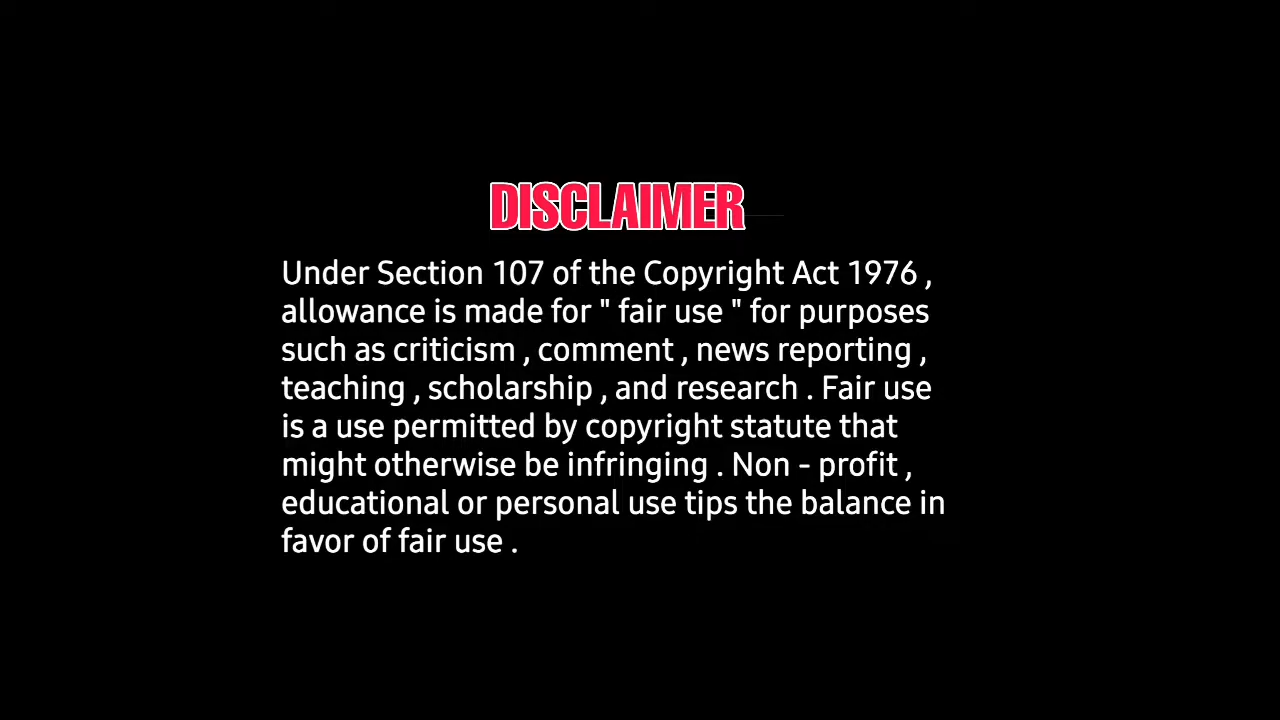 DISCLAIMER
Under Section 107 of the Copyright Act 1976 ,
allowance is made for " fair use " for purposes
such as criticism , comment , news reporting ,
teaching , scholarship , and research . Fair use
is a use permitted by copyright statute that
might otherwise be infringing . Non - profit ,
educational or personal use tips the balance in
favor of fair use .